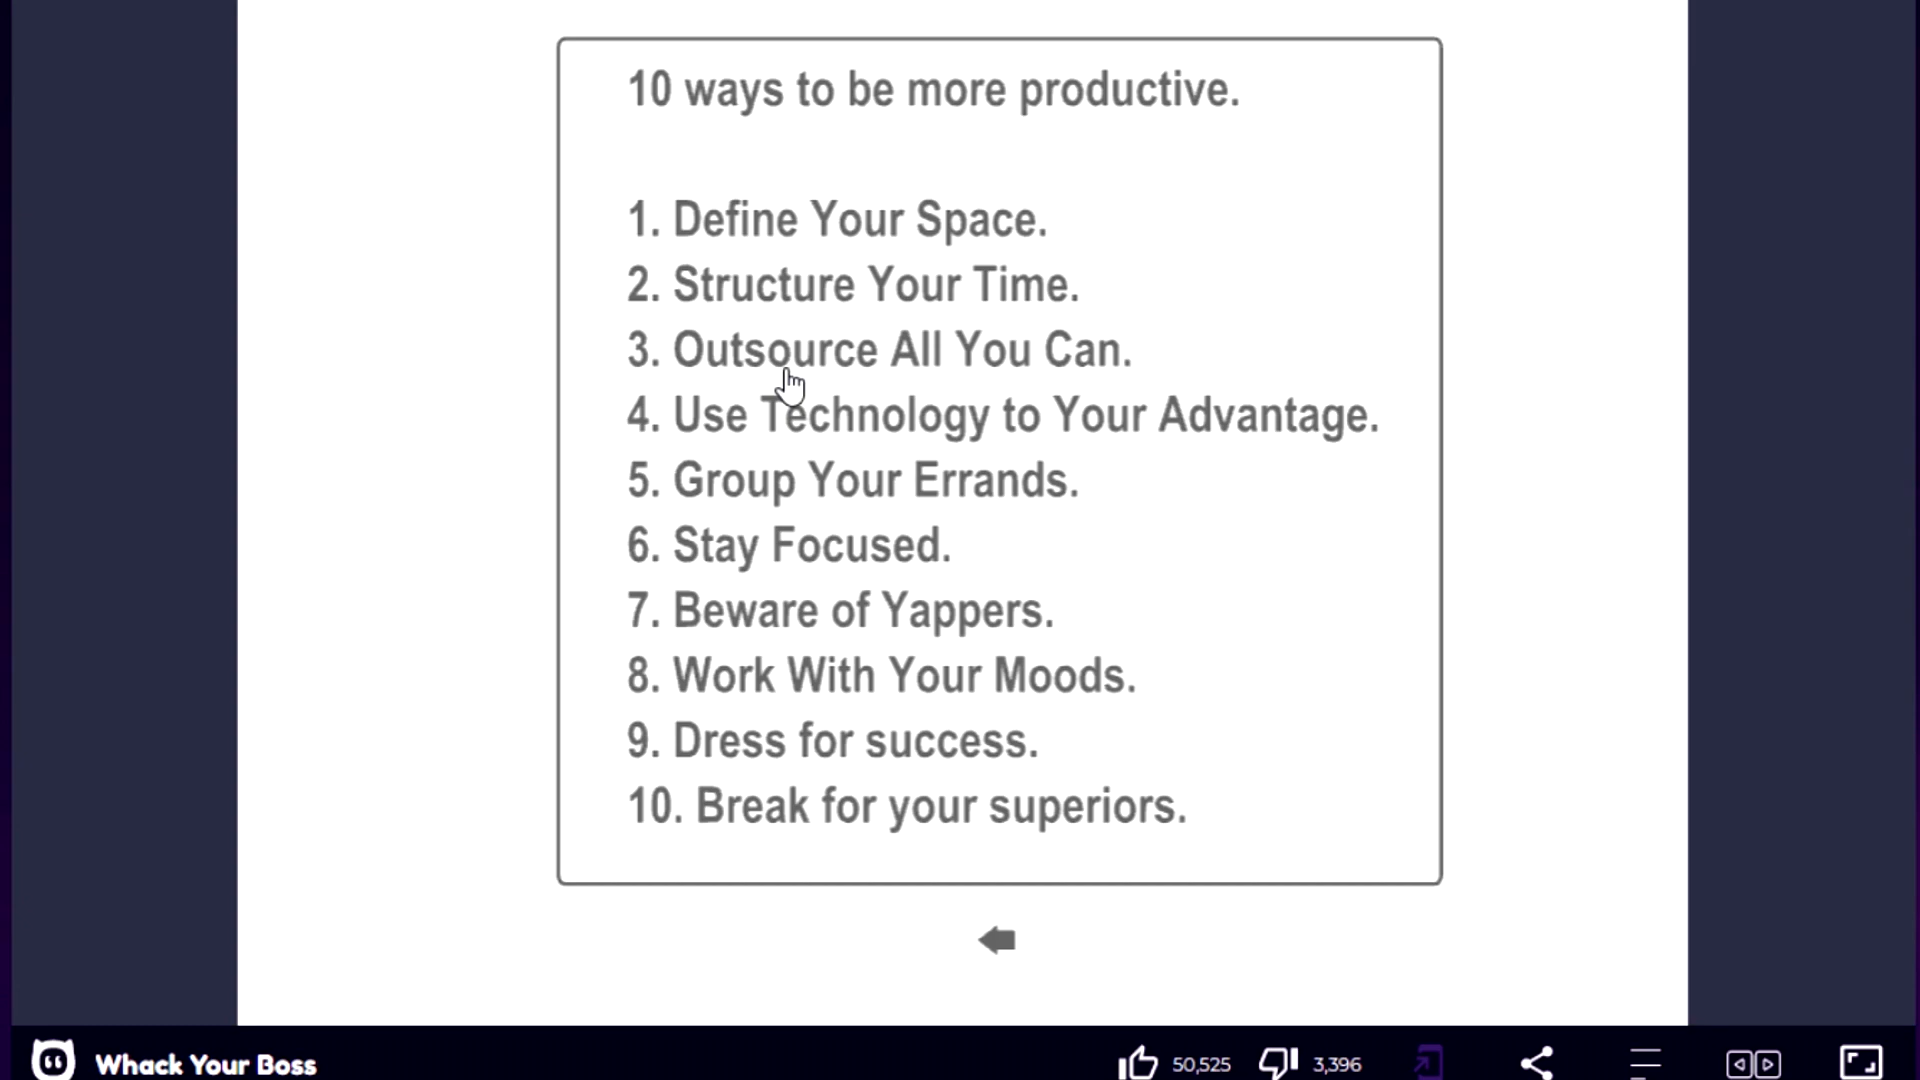 10 ways to be more productive.
1. Define Your Space.
2. Structure Your Time.
3. Outsource All You Can.
4. Use Technology to Your Advantage.
5. Group Your Errands.
6. Stay Focused.
7. Beware of Yappers.
8. Work With Your Moods.
9. Dress for success.
10. Break for your superiors.
Whack Your Boss 50,525 3,396